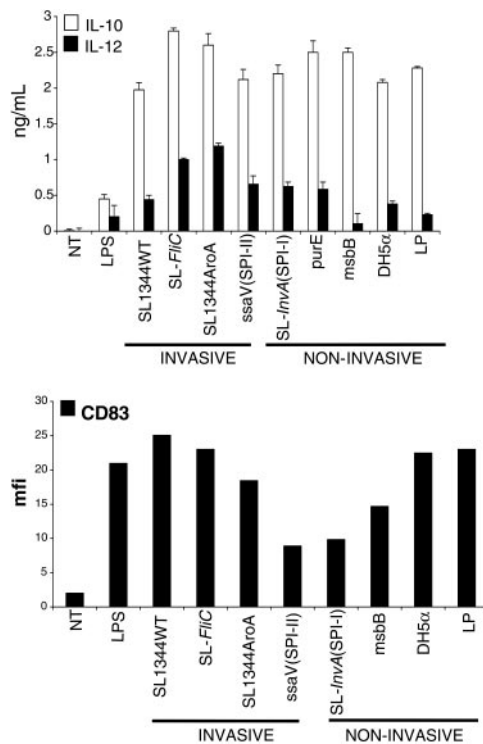 IL-10
IL-12
ng/mL
3
2.5
2
1.5
1
0.5
0
NT
LPS
SL1344WT
SL-FliC
SL1344AroA
ssaV(SPI-II)
SL-InvA(SPI-I)
purE
msbB
DH5α
LP
INVASIVE
NON-INVASIVE
CD83
mfi
30
25
20
15
10
5
0
NT
LPS
SL1344WT
SL-FliC
SL1344AroA
ssaV(SPI-II)
SL-InvA(SPI-I)
msbB
DH5α
LP
INVASIVE
NON-INVASIVE